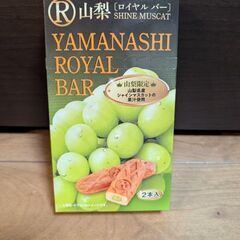 R 山梨 [ロイヤル バー]
SHINE MUSCAT
YAMANASHI
ROYAL
BAR
山梨限定
山梨県産
シャインマスカットの
果汁使用
2本入